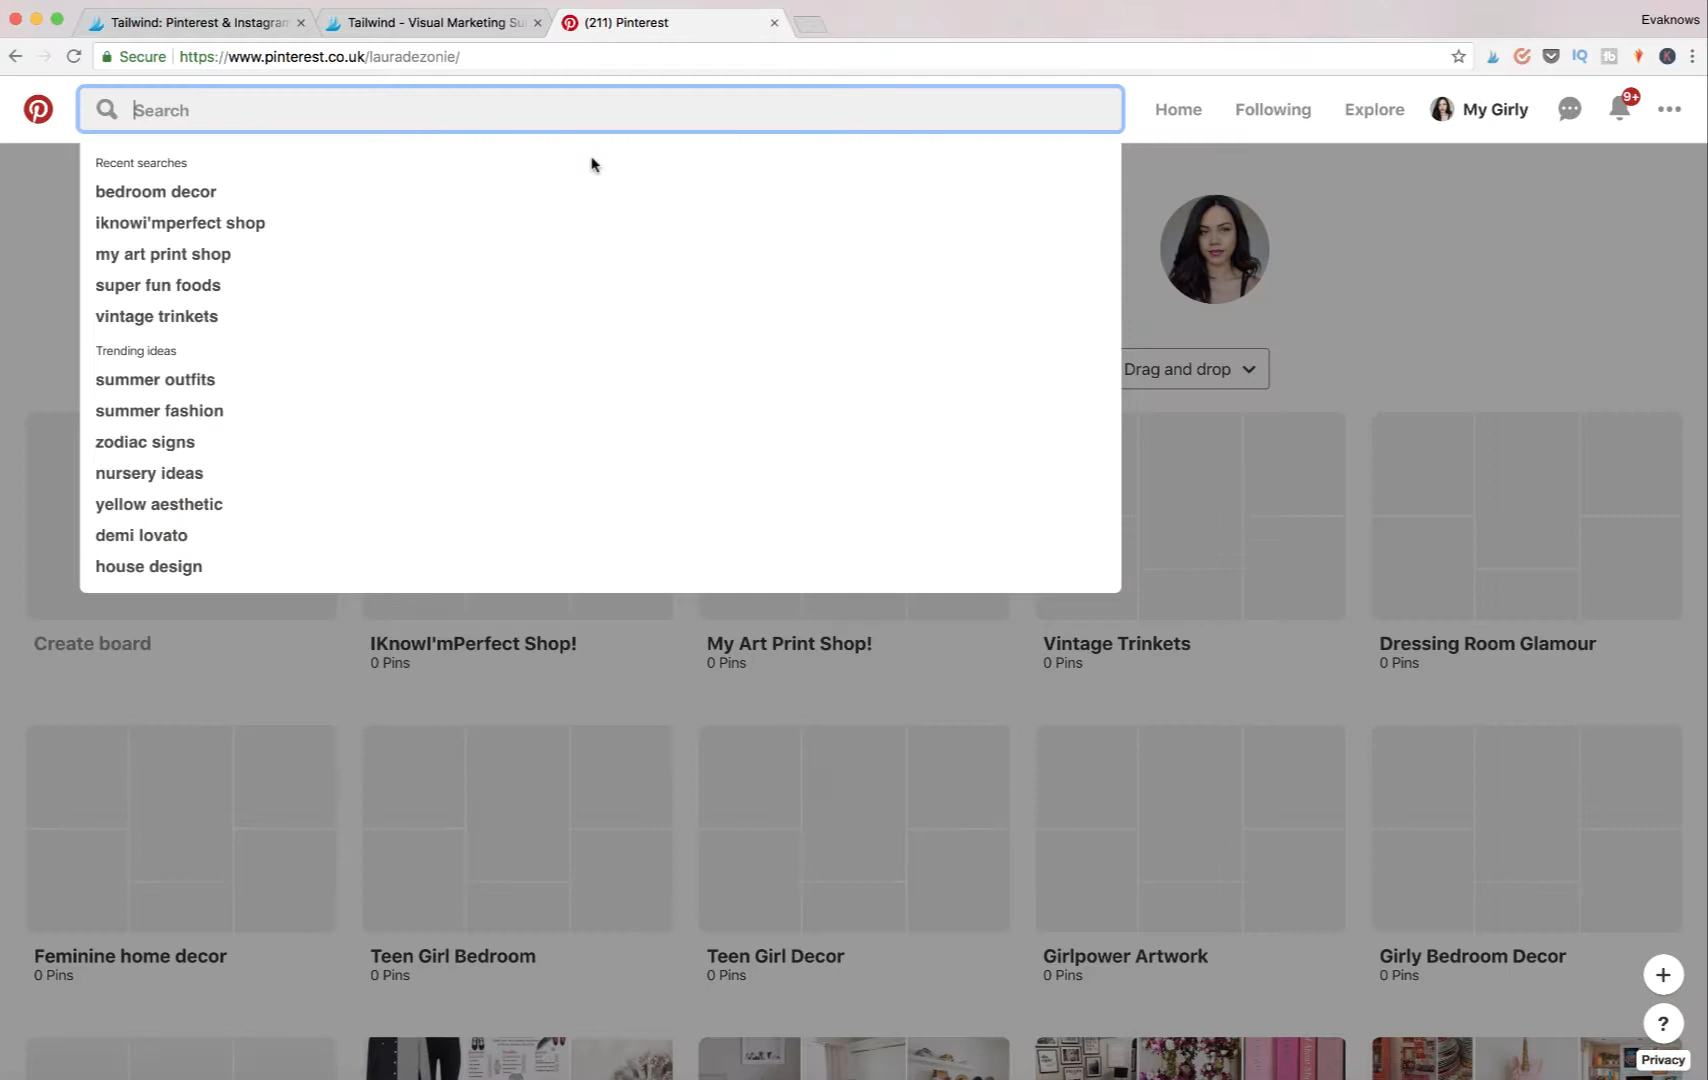 Tailwind: Pinterest & Instagram
Tailwind - Visual Marketing Su
(211) Pinterest
Evaknows
Secure
https://www.pinterest.co.uk/lauradezonie/
Search
Home
Following
Explore
My Girly
9+
Recent searches
bedroom decor
iknowi'mperfect shop
my art print shop
super fun foods
vintage trinkets
Trending ideas
summer outfits
summer fashion
zodiac signs
nursery ideas
yellow aesthetic
demi lovato
house design
Drag and drop
Create board
IKnowI'mPerfect Shop!
0 Pins
My Art Print Shop!
0 Pins
Vintage Trinkets
0 Pins
Dressing Room Glamour
0 Pins
Feminine home decor
0 Pins
Teen Girl Bedroom
0 Pins
Teen Girl Decor
0 Pins
Girlpower Artwork
0 Pins
Girly Bedroom Decor
0 Pins
+
?
Privacy